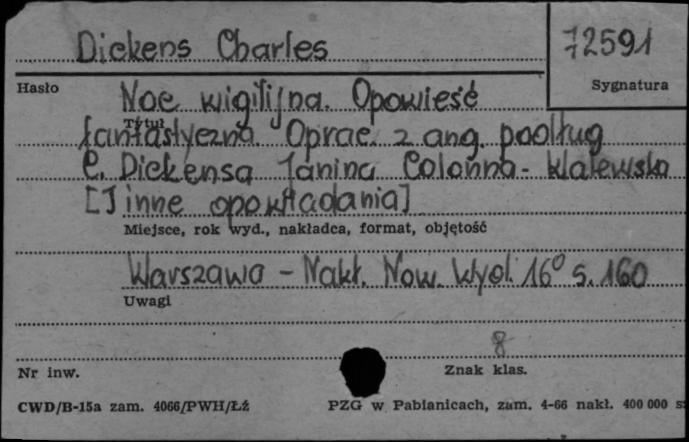 Dickens Charles
72591
Hasło
Sygnatura
Noc wigilijna. Opowieść
Tytuł
fantastyczna. Oprac. z ang. podług
C. Dickensa Janina Colonna-Walewska
[I inne opowiadania]
Miejsce, rok wyd., nakładca, format, objętość
Warszawa - Nakł. Now. Wyd. 16° s. 160
Uwagi
8
Nr inw.
Znak klas.
CWD/B-15a zam. 4066/PWH/Łź
PZG w Pabianicach, zam. 4-66 nakł. 400 000 s